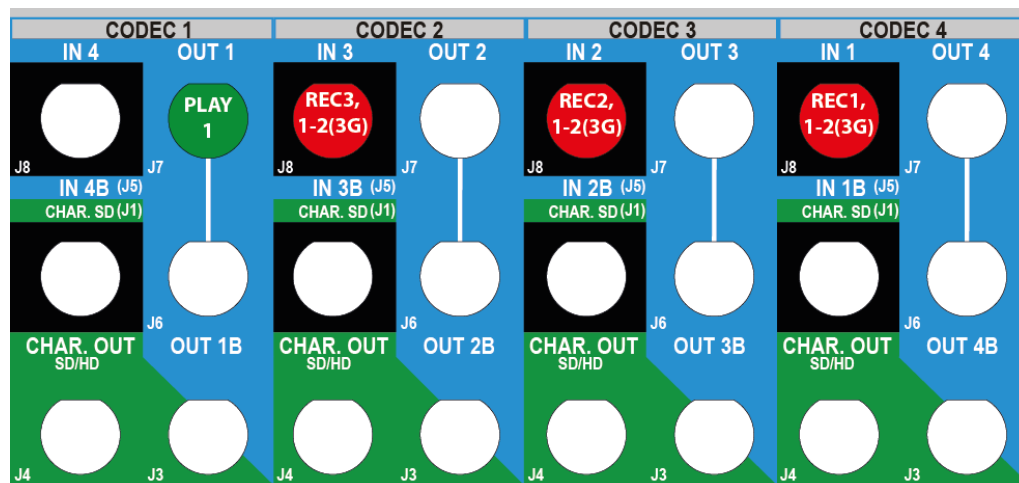 CODEC 1 CODEC 2 CODEC 3 CODEC 4
IN 4 OUT 1 IN 3 OUT 2 IN 2 OUT 3 IN 1 OUT 4
PLAY
1
REC3,
1-2(3G)
REC2,
1-2(3G)
REC1,
1-2(3G)
J8 J7 J8 J7 J8 J7 J8 J7
IN 4B (J5) IN 3B (J5) IN 2B (J5) IN 1B (J5)
CHAR. SD (J1) CHAR. SD (J1) CHAR. SD (J1) CHAR. SD (J1)
J6 J6 J6 J6
CHAR. OUT OUT 1B CHAR. OUT OUT 2B CHAR. OUT OUT 3B CHAR. OUT OUT 4B
SD/HD SD/HD SD/HD SD/HD
J4 J3 J4 J3 J4 J3 J4 J3